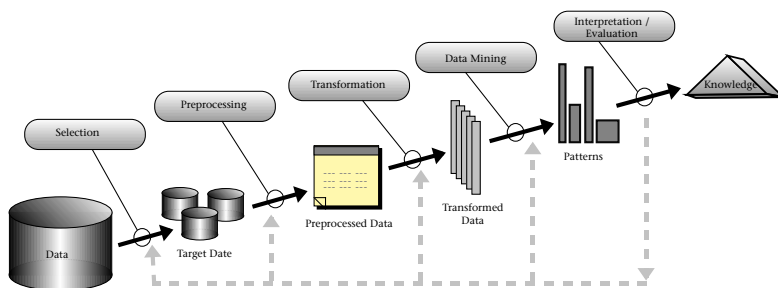 Interpretation /
Evaluation
Data Mining
Transformation
Preprocessing
Selection
Knowledge
Patterns
Transformed
Data
Preprocessed Data
Target Date
Data